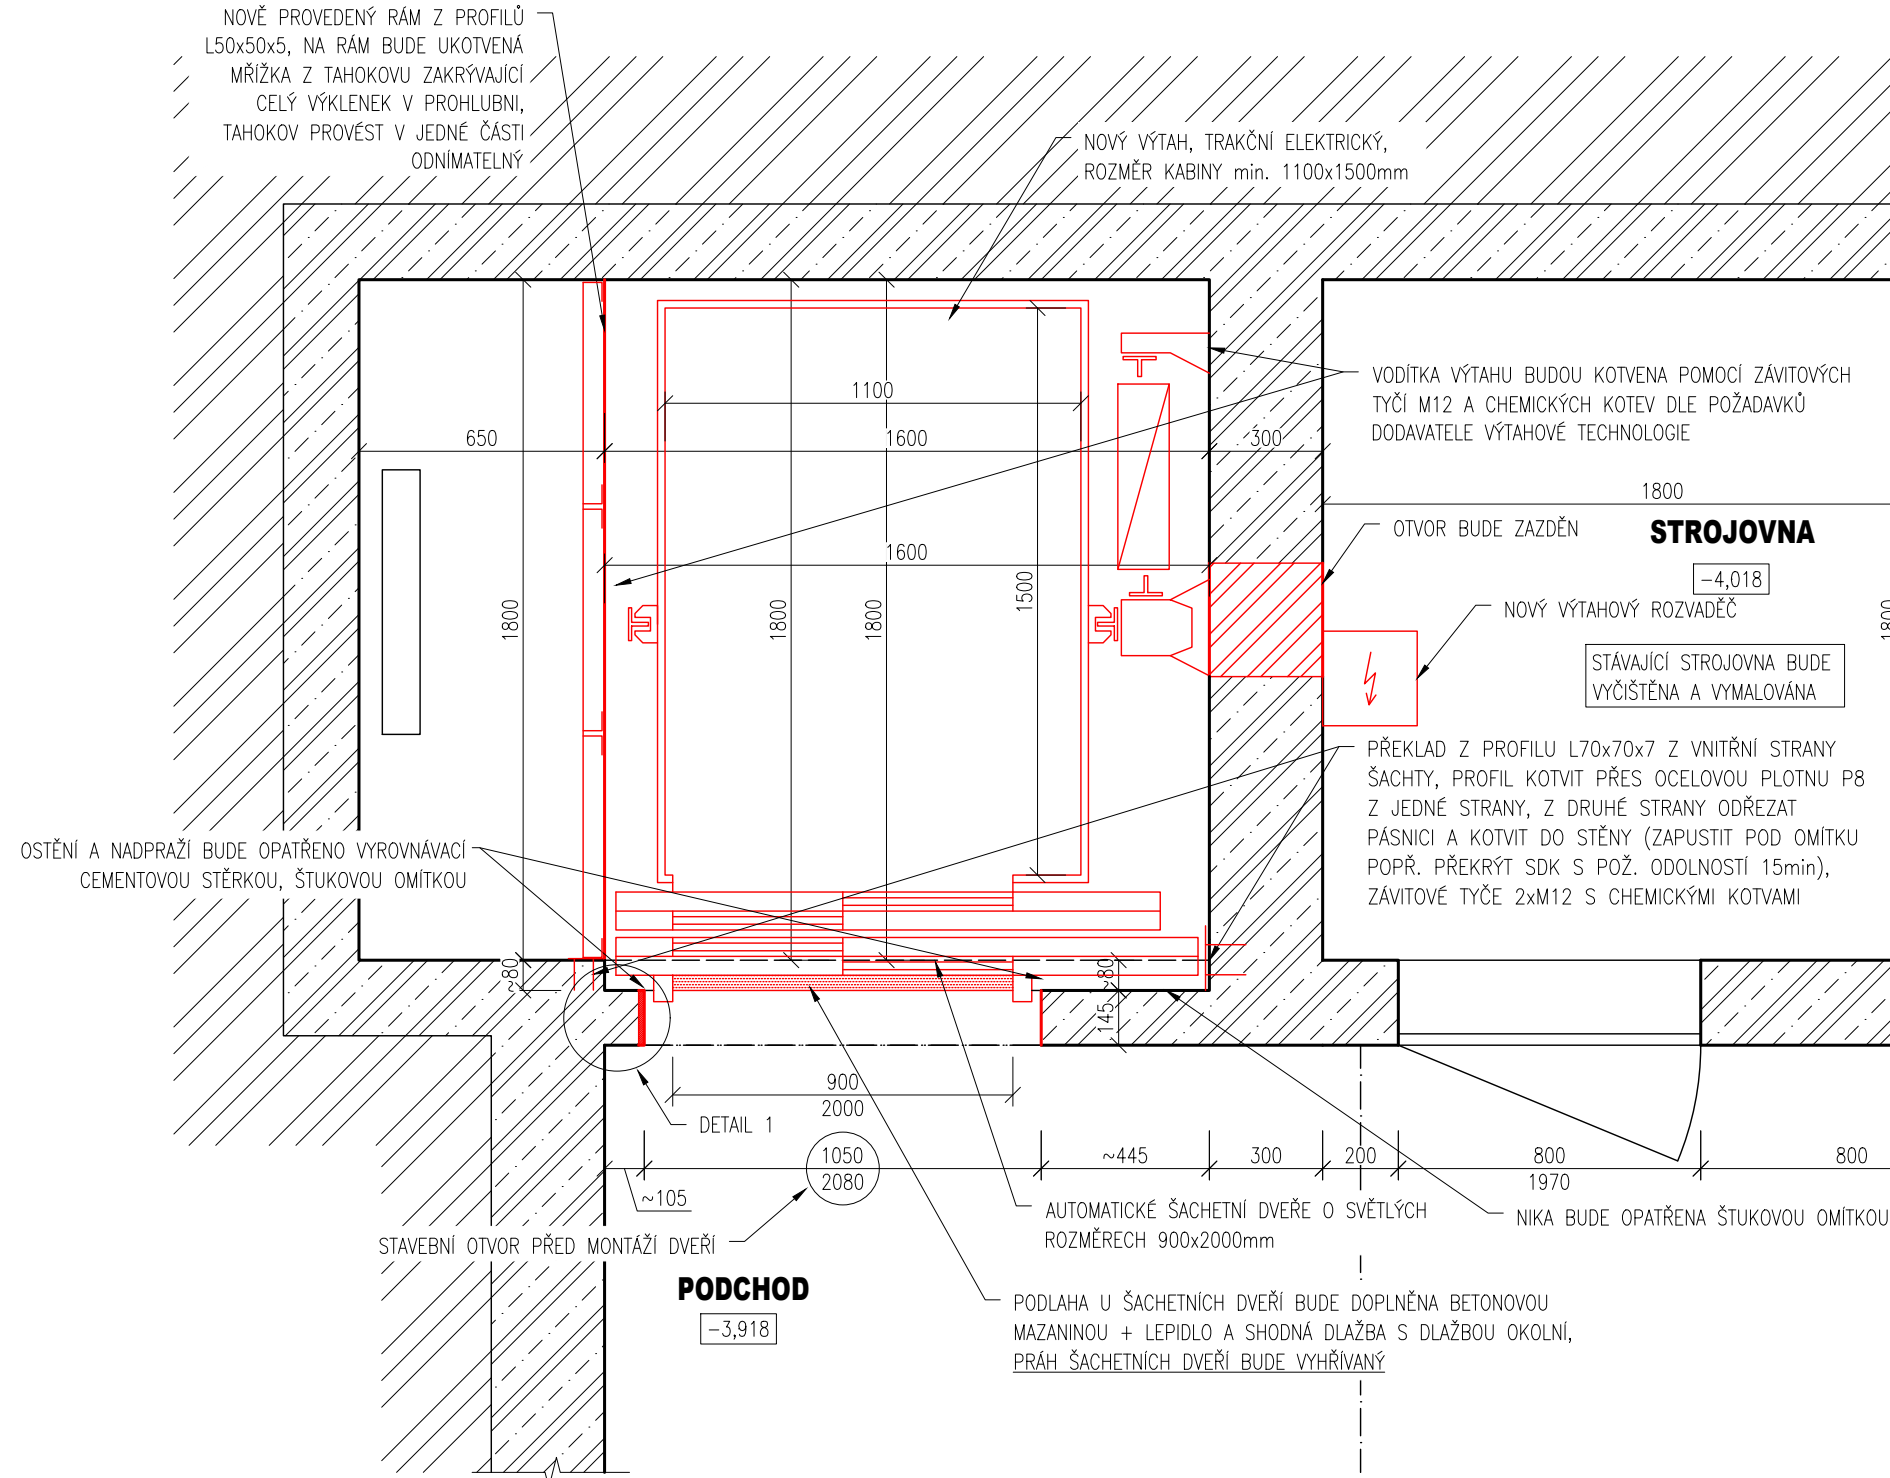 NOVĚ PROVEDENÝ RÁM Z PROFILŮ
L50x50x5, NA RÁM BUDE UKOTVENÁ
MŘÍŽKA Z TAHOKOVU ZAKRÝVAJÍCÍ
CELÝ VÝKLENEK V PROHLUBNI,
TAHOKOV PROVÉST V JEDNÉ ČÁSTI
ODNÍMATELNÝ
NOVÝ VÝTAH, TRAKČNÍ ELEKTRICKÝ,
ROZMĚR KABINY min. 1100x1500mm
VODÍTKA VÝTAHU BUDOU KOTVENA POMOCÍ ZÁVITOVÝCH
TYČÍ M12 A CHEMICKÝCH KOTEV DLE POŽADAVKŮ
DODAVATELE VÝTAHOVÉ TECHNOLOGIE
1100
650
1600
300
1800
OTVOR BUDE ZAZDĚN
STROJOVNA
-4,018
1600
1800
1800
1800
1500
1800
NOVÝ VÝTAHOVÝ ROZVADĚČ
STÁVAJÍCÍ STROJOVNA BUDE
VYČIŠTĚNA A VYMALOVÁNA
PŘEKLAD Z PROFILU L70x70x7 Z VNITŘNÍ STRANY
ŠACHTY, PROFIL KOTVIT PŘES OCELOVOU PLOTNU P8
Z JEDNÉ STRANY, Z DRUHÉ STRANY ODŘEZAT
PÁSNICI A KOTVIT DO STĚNY (ZAPUSTIT POD OMÍTKU
POPŘ. PŘEKRÝT SDK S POŽ. ODOLNOSTÍ 15min),
ZÁVITOVÉ TYČE 2xM12 S CHEMICKÝMI KOTVAMI
OSTĚNÍ A NADPRAŽÍ BUDE OPATŘENO VYROVNÁVACÍ
CEMENTOVOU STĚRKOU, ŠTUKOVOU OMÍTKOU
~80
~80
145
900
2000
DETAIL 1
1050
2080
~105
~445
300
200
800
1970
800
STAVEBNÍ OTVOR PŘED MONTÁŽÍ DVEŘÍ
AUTOMATICKÉ ŠACHETNÍ DVEŘE O SVĚTLÝCH
ROZMĚRECH 900x2000mm
NIKA BUDE OPATŘENA ŠTUKOVOU OMÍTKOU
PODCHOD
-3,918
PODLAHA U ŠACHETNÍCH DVEŘÍ BUDE DOPLNĚNA BETONOVOU
MAZANINOU + LEPIDLO A SHODNÁ DLAŽBA S DLAŽBOU OKOLNÍ,
PRÁH ŠACHETNÍCH DVEŘÍ BUDE VYHŘÍVANÝ